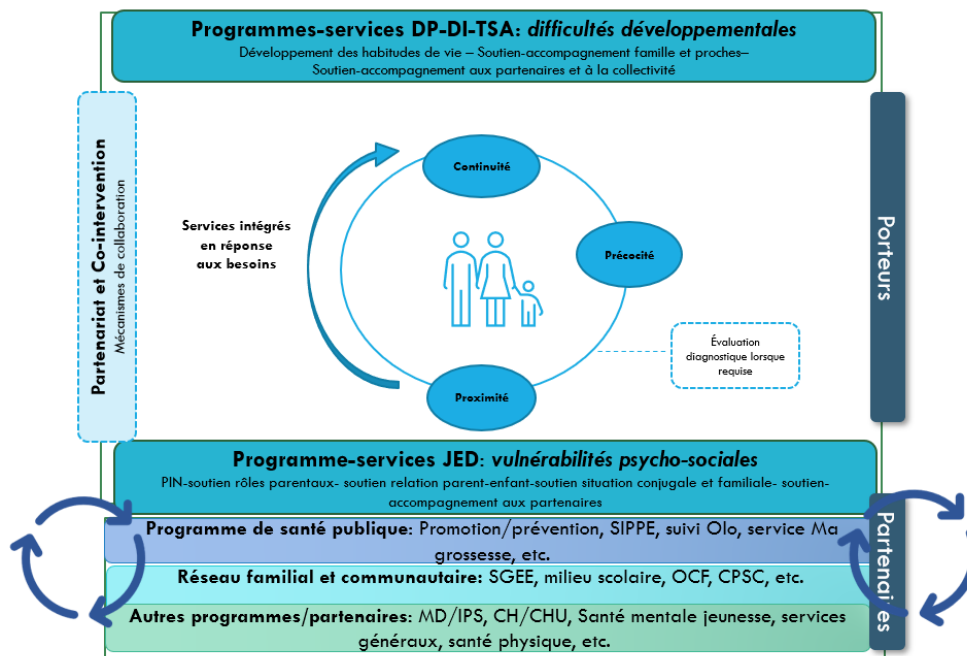 Programmes-services DP-DI-TSA: difficultés développementales
Développement des habitudes de vie – Soutien-accompagnement famille et proches–
Soutien-accompagnement aux partenaires et à la collectivité
Partenariat et Co-intervention
Mécanismes de collaboration
Services intégrés
en réponse
aux besoins
Continuité
Précocité
Proximité
Évaluation
diagnostique lorsque
requise
Porteurs
Programme-services JED: vulnérabilités psycho-sociales
PIN-soutien rôles parentaux- soutien relation parent-enfant-soutien situation conjugale et familiale- soutien-
accompagnement aux partenaires
Programme de santé publique: Promotion/prévention, SIPPE, suivi Olo, service Ma
grossesse, etc.
Réseau familial et communautaire: SGEE, milieu scolaire, OCF, CPSC, etc.
Autres programmes/partenaires: MD/IPS, CH/CHU, Santé mentale jeunesse, services
généraux, santé physique, etc.
Partenaires